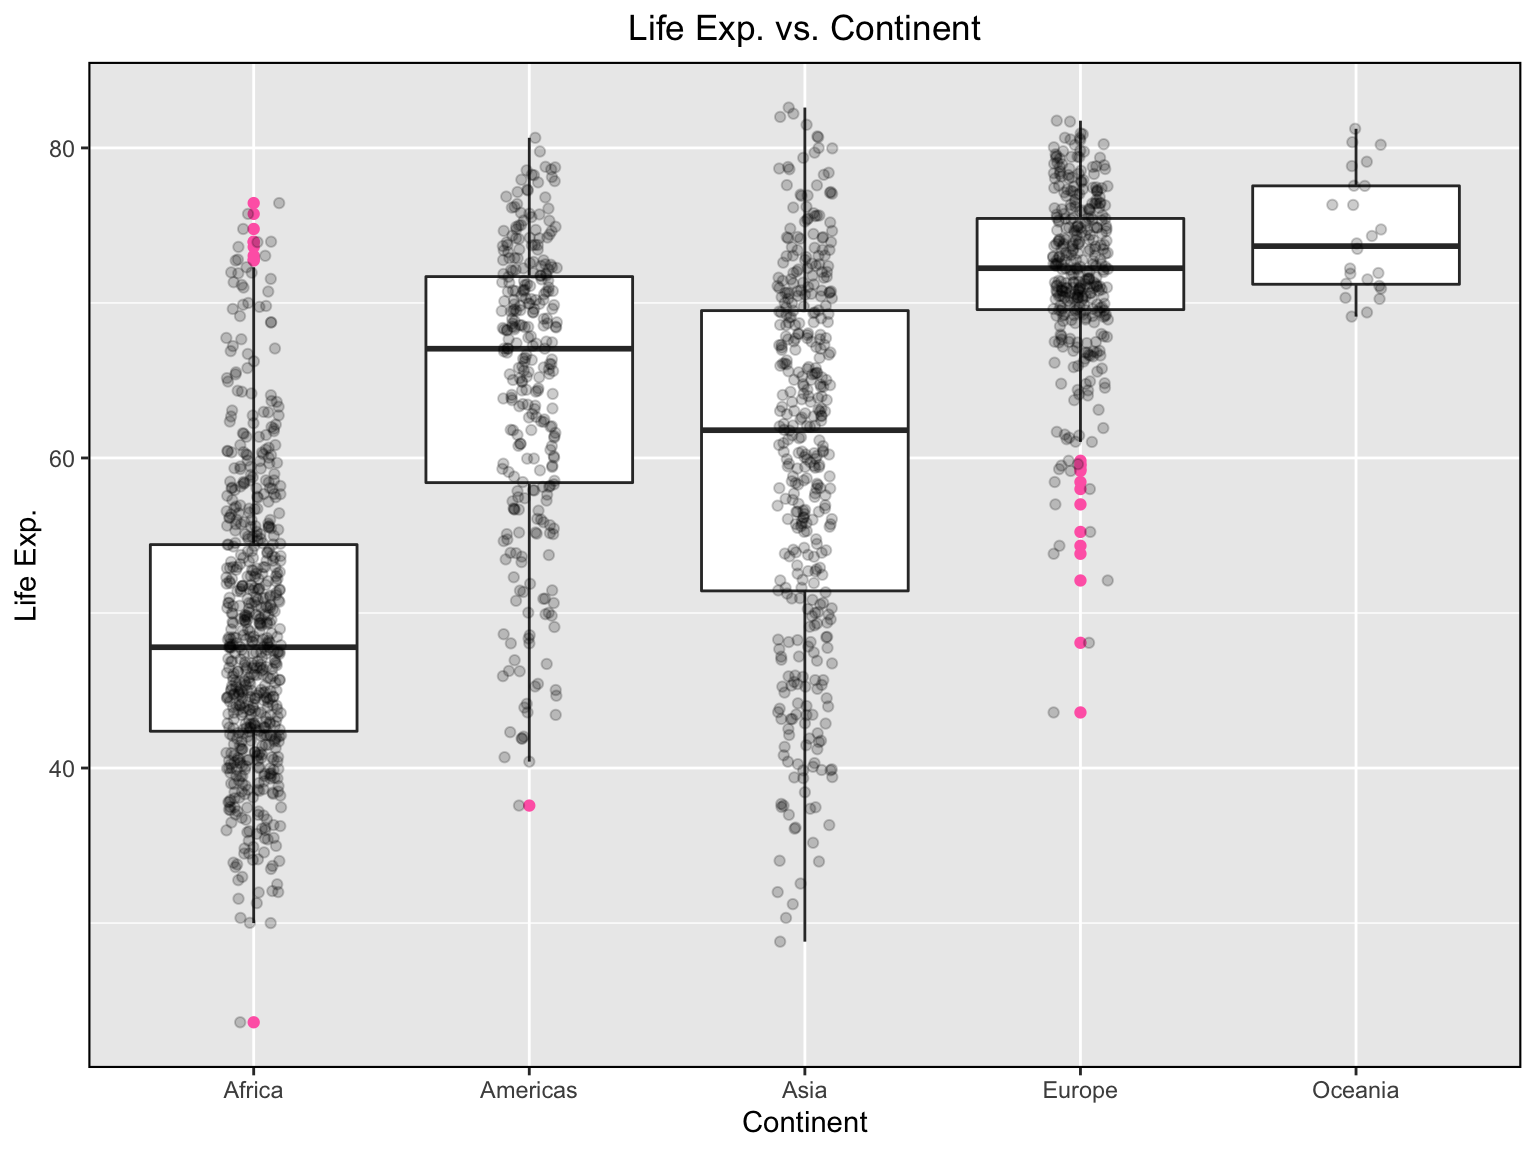 Life Exp. vs. Continent
80
60
40
Life Exp.
Africa Americas Asia Europe Oceania
Continent